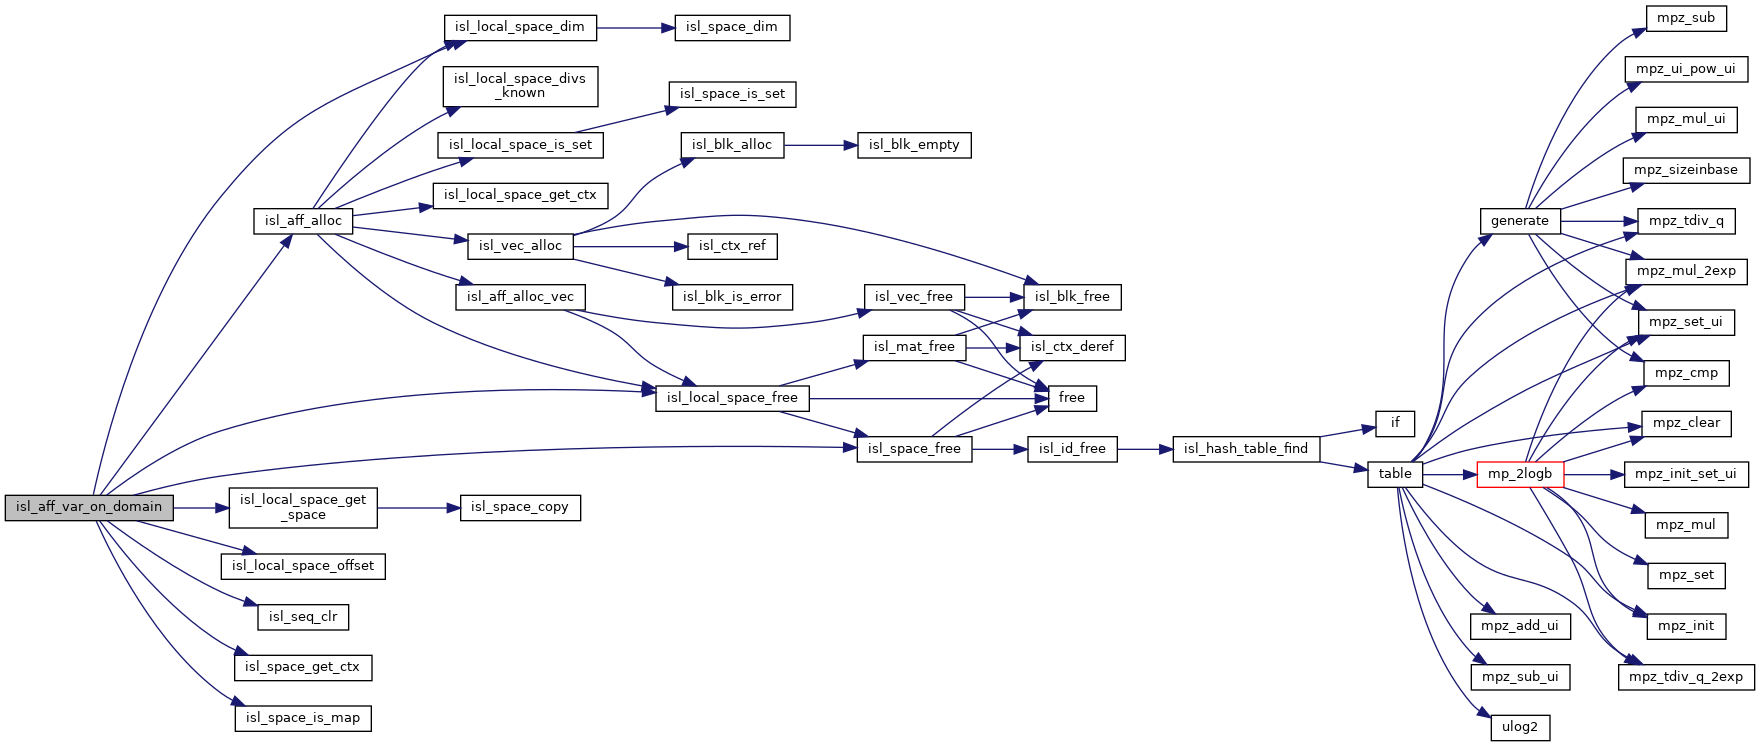 isl_aff_var_on_domain
isl_aff_alloc
isl_local_space_get
_space
isl_local_space_offset
isl_seq_clr
isl_space_get_ctx
isl_space_is_map
isl_local_space_dim
isl_local_space_divs
_known
isl_local_space_is_set
isl_local_space_get_ctx
isl_vec_alloc
isl_aff_alloc_vec
isl_space_copy
isl_space_dim
isl_space_is_set
isl_blk_alloc
isl_ctx_ref
isl_blk_is_error
isl_local_space_free
isl_blk_empty
isl_vec_free
isl_mat_free
isl_space_free
isl_blk_free
isl_ctx_deref
free
isl_id_free
isl_hash_table_find
if
table
generate
mp_2logb
mpz_add_ui
mpz_sub_ui
ulog2
mpz_sub
mpz_ui_pow_ui
mpz_mul_ui
mpz_sizeinbase
mpz_tdiv_q
mpz_mul_2exp
mpz_set_ui
mpz_cmp
mpz_clear
mpz_init_set_ui
mpz_mul
mpz_set
mpz_init
mpz_tdiv_q_2exp